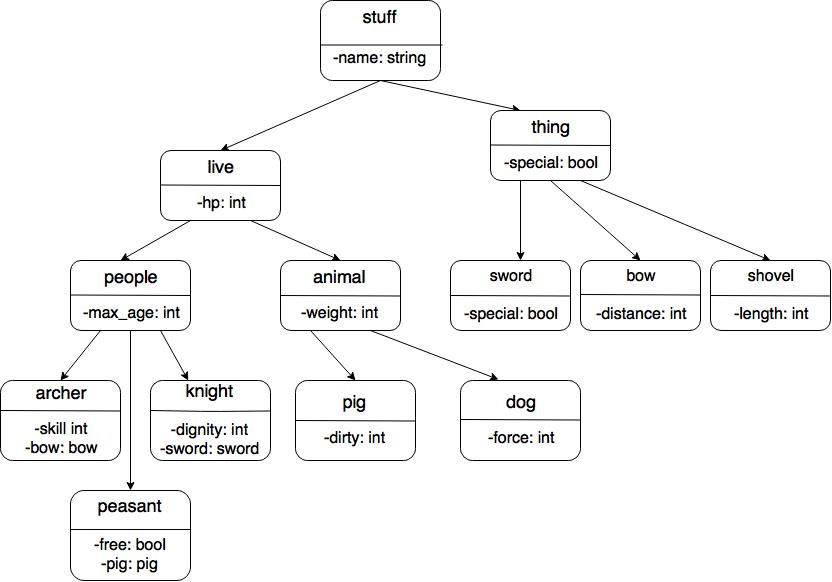 stuff
-name: string
thing
-special: bool
live
-hp: int
people
-max_age: int
animal
-weight: int
sword
-special: bool
bow
-distance: int
shovel
-length: int
archer
-skill int
-bow: bow
knight
-dignity: int
-sword: sword
pig
-dirty: int
dog
-force: int
peasant
-free: bool
-pig: pig